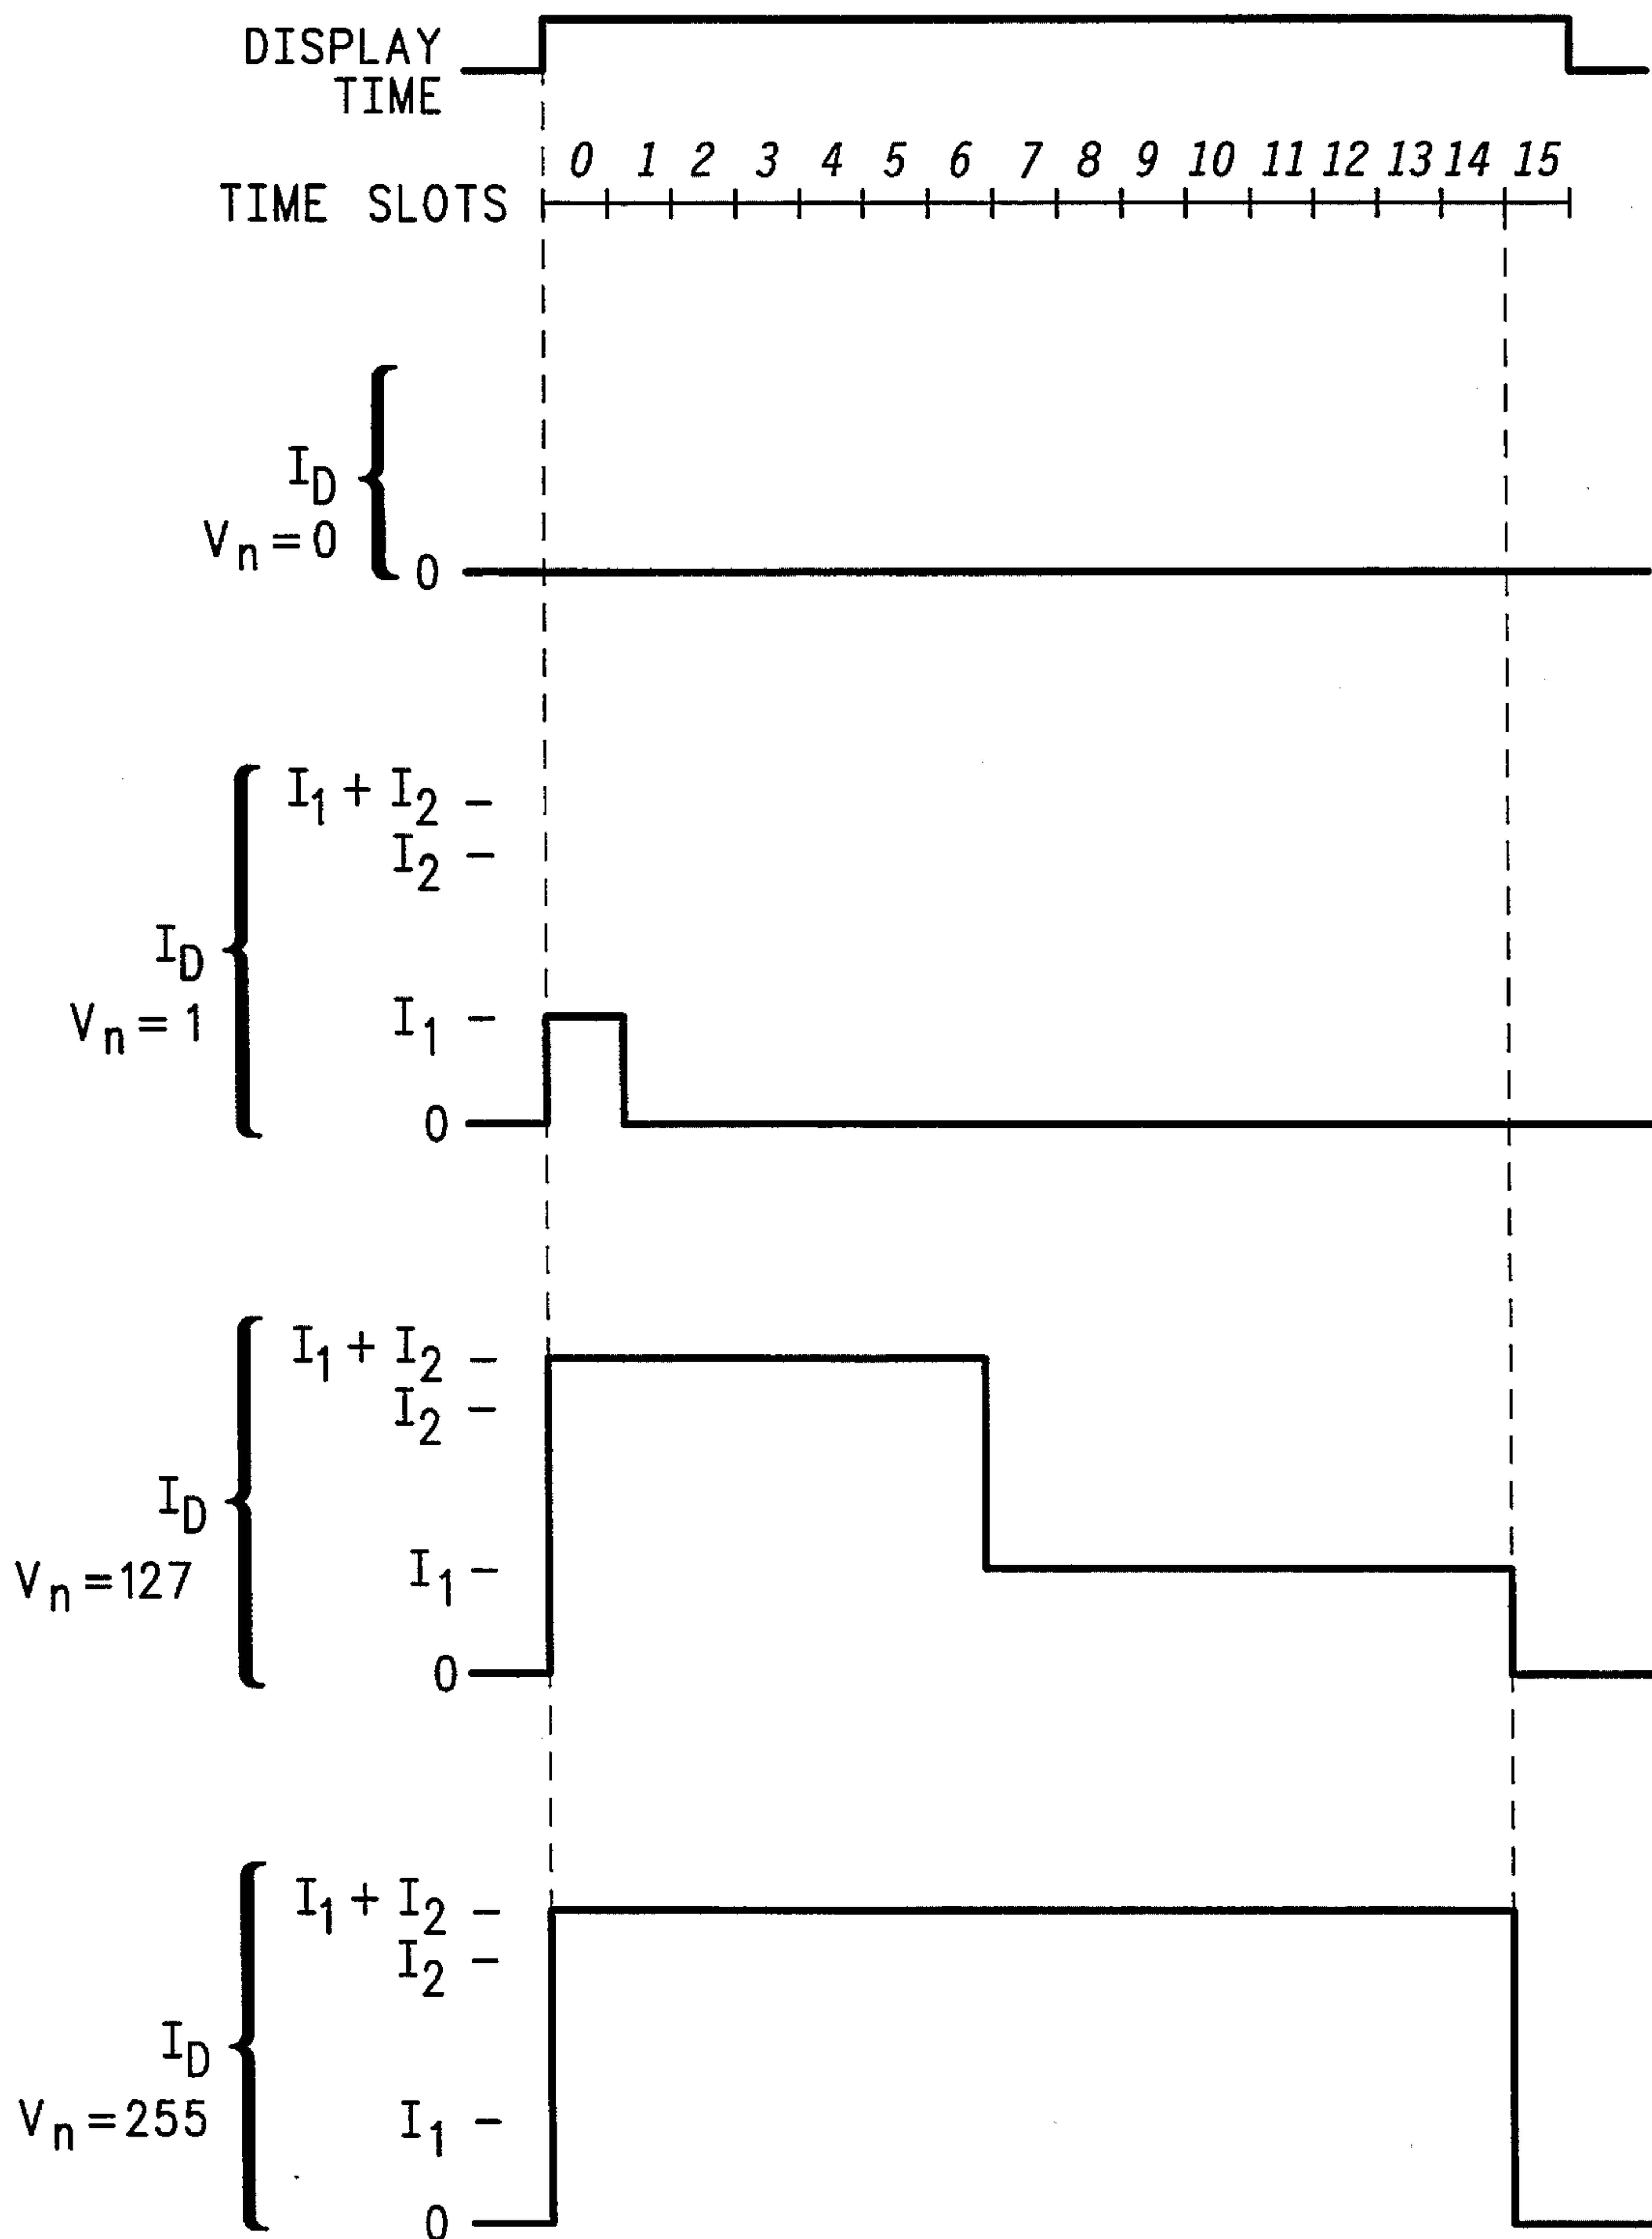 DISPLAY
TIME
0 1 2 3 4 5 6 7 8 9 10 11 12 13 14 15
TIME SLOTS
I_D
V_n=0
0
I_1 + I_2
I_2
I_D
I_1
V_n=1
0
I_1 + I_2
I_2
I_D
I_1
V_n=127
0
I_1 + I_2
I_2
I_D
I_1
V_n=255
0